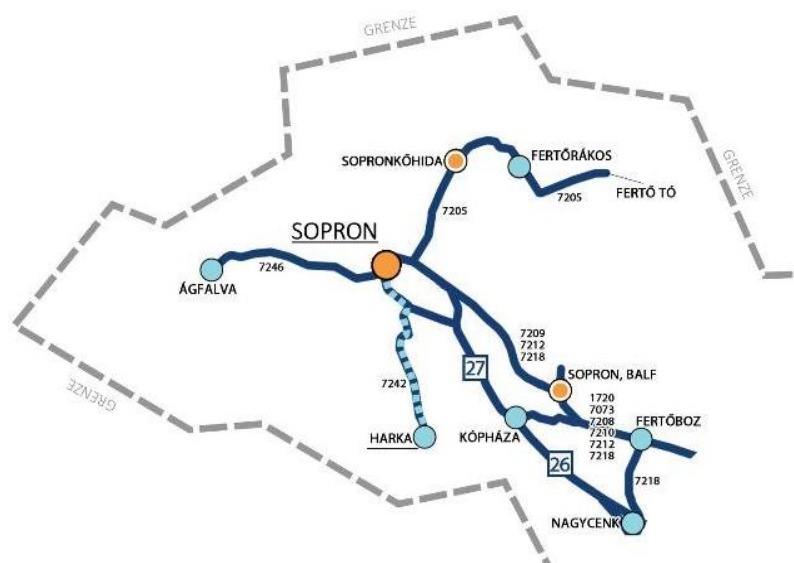 GRENZE
SOPRONKŐHIDA
FERTŐRÁKOS
GRENZE
7205
FERTŐ TÓ
7205
SOPRON
7246
ÁGFALVA
7209
7212
7218
27
SOPRON, BALF
7242
GRENZE
1720
7073
7208
7210
7212
7218
FERTŐBOZ
HARKA
KÓPHÁZA
26
7218
NAGYCENK